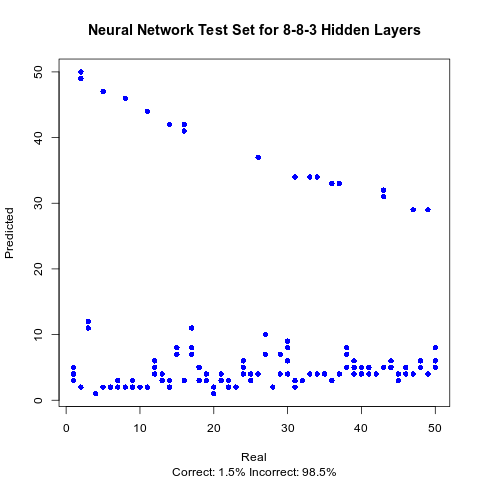 Neural Network Test Set for 8-8-3 Hidden Layers
Predicted
50
40
30
20
10
0
0 10 20 30 40 50
Real
Correct: 1.5% Incorrect: 98.5%